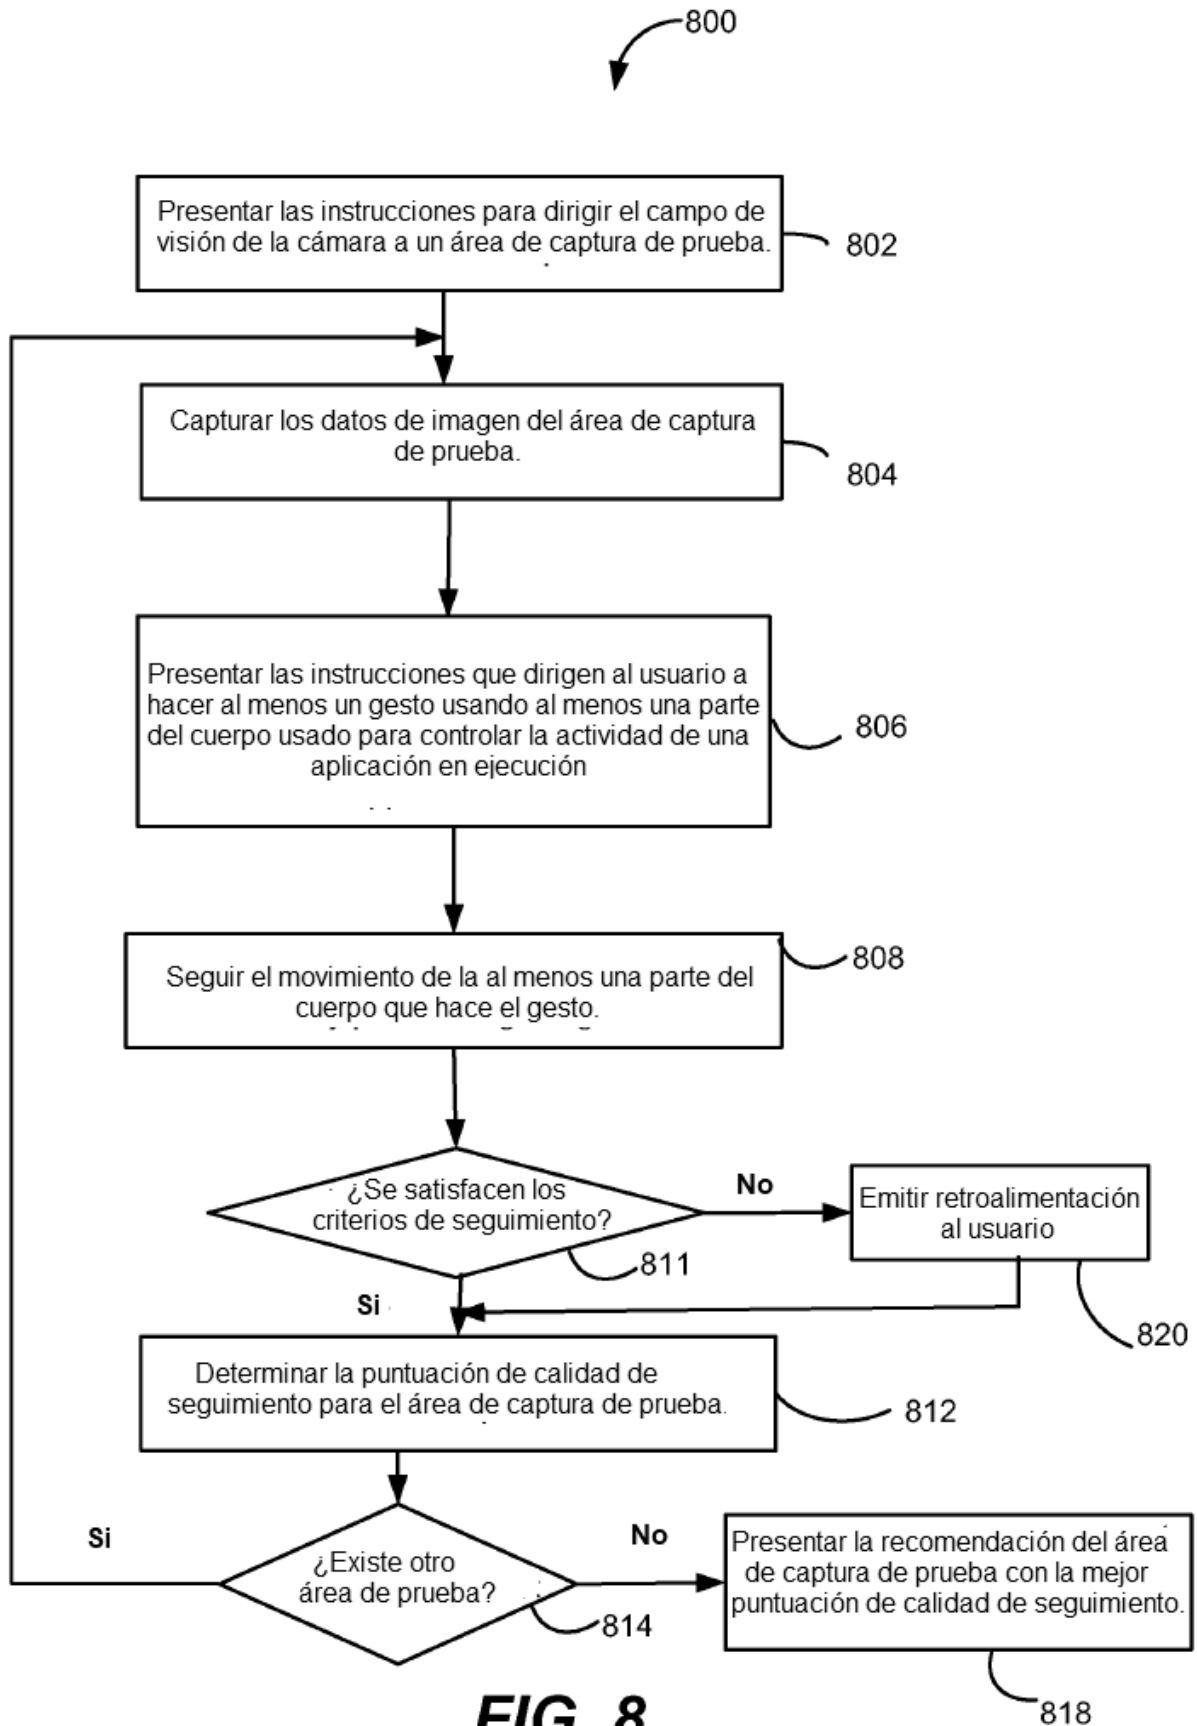 800
Presentar las instrucciones para dirigir el campo de
visión de la cámara a un área de captura de prueba.
802
Capturar los datos de imagen del área de captura
de prueba.
804
Presentar las instrucciones que dirigen al usuario a
hacer al menos un gesto usando al menos una parte
del cuerpo usado para controlar la actividad de una
aplicación en ejecución
806
Seguir el movimiento de la al menos una parte del
cuerpo que hace el gesto.
808
¿Se satisfacen los
criterios de seguimiento?
811
No
Emitir retroalimentación
al usuario
820
Si
Determinar la puntuación de calidad de
seguimiento para el área de captura de prueba.
812
Si
¿Existe otro
área de prueba?
814
No
Presentar la recomendación del área
de captura de prueba con la mejor
puntuación de calidad de seguimiento.
818
FIG. 8